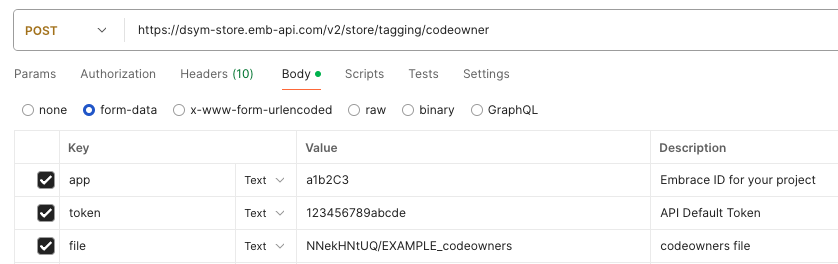 POST https://dsym-store.emb-api.com/v2/store/tagging/codeowner
Params Authorization Headers (10) Body Scripts Tests Settings
none form-data x-www-form-urlencoded raw binary GraphQL
Key Value Description
app Text a1b2C3 Embrace ID for your project
token Text 123456789abcde API Default Token
file Text NNekHNtUQ/EXAMPLE_codeowners codeowners file